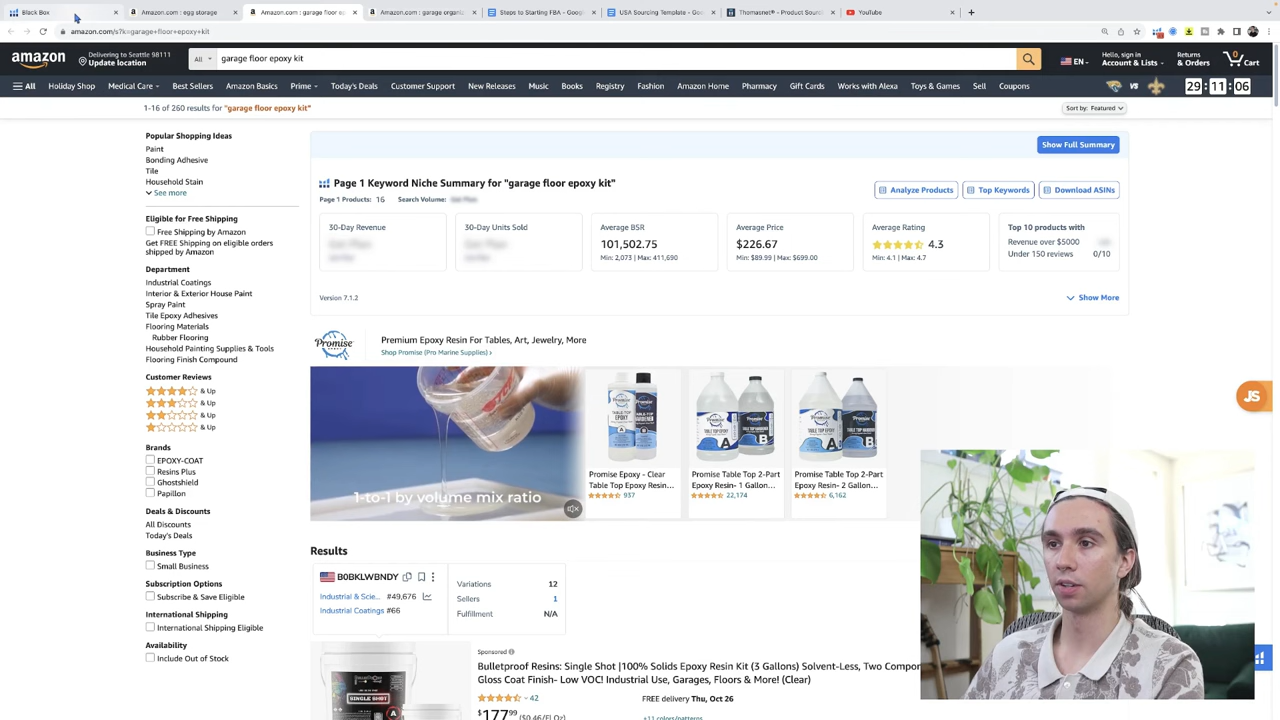 Black Box
Amazon.com : egg storage
Amazon.com : garage floor ep
Amazon.com : garage organiz
Steps to Starting FBA - Googl
USA Sourcing Template - Goo
Thomasnet® - Product Sourci
YouTube
amazon.com/s?k=garage+floor+epoxy+kit
amazon
Delivering to Seattle 98111
Update location
All
garage floor epoxy kit
EN
Hello, sign in
Account & Lists
Returns
& Orders
0
Cart
All
Holiday Shop
Medical Care
Best Sellers
Amazon Basics
Prime
Today's Deals
Customer Support
New Releases
Music
Books
Registry
Fashion
Amazon Home
Pharmacy
Gift Cards
Works with Alexa
Toys & Games
Sell
Coupons
VS
29:11:06
1-16 of 260 results for "garage floor epoxy kit"
Sort by: Featured
Popular Shopping Ideas
Paint
Bonding Adhesive
Tile
Household Stain
See more
Eligible for Free Shipping
Free Shipping by Amazon
Get FREE Shipping on eligible orders
shipped by Amazon
Department
Industrial Coatings
Interior & Exterior House Paint
Spray Paint
Tile Epoxy Adhesives
Flooring Materials
Rubber Flooring
Household Painting Supplies & Tools
Flooring Finish Compound
Customer Reviews
& Up
& Up
& Up
& Up
Brands
EPOXY-COAT
Resins Plus
Ghostshield
Papillon
Deals & Discounts
All Discounts
Today's Deals
Business Type
Small Business
Subscription Options
Subscribe & Save Eligible
International Shipping
International Shipping Eligible
Availability
Include Out of Stock
Show Full Summary
Page 1 Keyword Niche Summary for "garage floor epoxy kit"
Page 1 Products: 16 Search Volume:
Analyze Products
Top Keywords
Download ASINs
30-Day Revenue
30-Day Units Sold
Average BSR
101,502.75
Min: 2,073 | Max: 411,690
Average Price
$226.67
Min: $89.99 | Max: $699.00
Average Rating
4.3
Min: 4.1 | Max: 4.7
Top 10 products with
Revenue over $5000
Under 150 reviews 0/10
Version 7.1.2
Show More
Promise
Premium Epoxy Resin For Tables, Art, Jewelry, More
Shop Promise (Pro Marine Supplies) ›
1-to-1 by volume mix ratio
Promise Epoxy - Clear
Table Top Epoxy Resin...
937
Promise Table Top 2-Part
Epoxy Resin- 1 Gallon...
22,174
Promise Table Top 2-Part
Epoxy Resin- 2 Gallon...
6,162
JS
Results
B0BKLWBNDY
Industrial & Scie... #49,676
Industrial Coatings #66
Variations 12
Sellers 1
Fulfillment N/A
Sponsored
Bulletproof Resins: Single Shot |100% Solids Epoxy Resin Kit (3 Gallons) Solvent-Less, Two Compo
Gloss Coat Finish- Low VOC! Industrial Use, Garages, Floors & More! (Clear)
42
$177.99 ($0.46/Fl Oz)
FREE delivery Thu, Oct 26
+11 colors/patterns
SINGLE SHOT
A